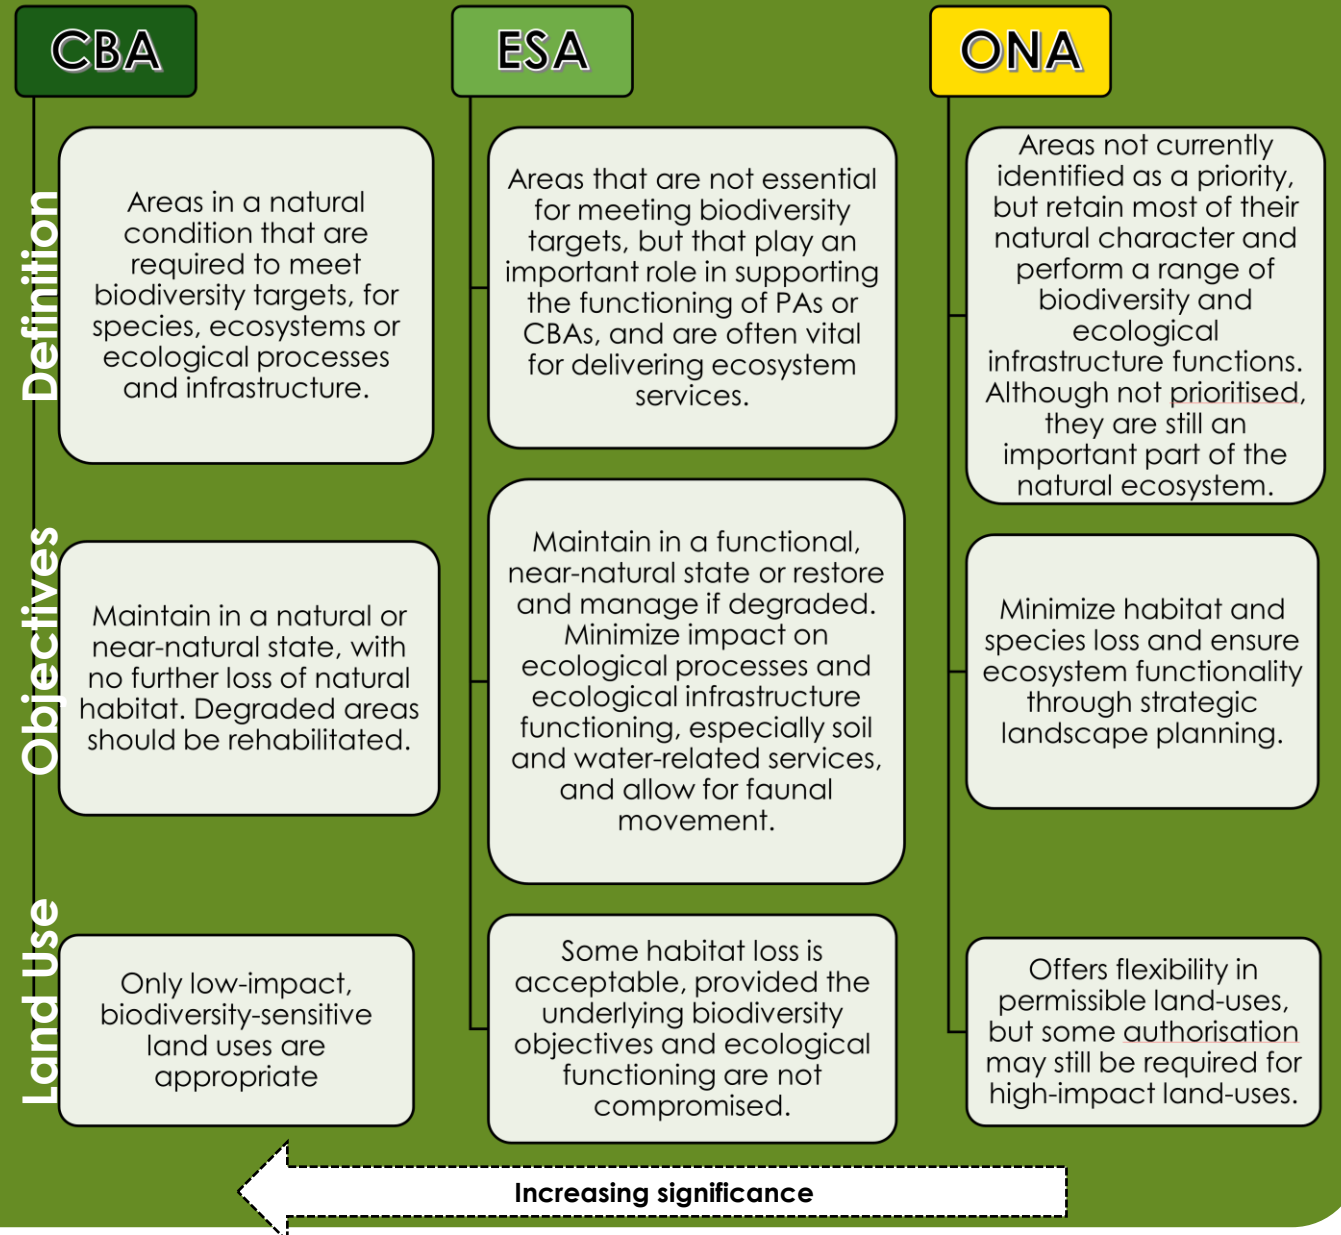 CBA
ESA
ONA
Definition
Areas in a natural
condition that are
required to meet
biodiversity targets, for
species, ecosystems or
ecological processes
and infrastructure.
Areas that are not essential
for meeting biodiversity
targets, but that play an
important role in supporting
the functioning of PAs or
CBAs, and are often vital
for delivering ecosystem
services.
Areas not currently
identified as a priority,
but retain most of their
natural character and
perform a range of
biodiversity and
ecological
infrastructure functions.
Although not prioritised,
they are still an
important part of the
natural ecosystem.
Objectives
Maintain in a natural or
near-natural state, with
no further loss of natural
habitat. Degraded areas
should be rehabilitated.
Maintain in a functional,
near-natural state or restore
and manage if degraded.
Minimize impact on
ecological processes and
ecological infrastructure
functioning, especially soil
and water-related services,
and allow for faunal
movement.
Minimize habitat and
species loss and ensure
ecosystem functionality
through strategic
landscape planning.
Land Use
Only low-impact,
biodiversity-sensitive
land uses are
appropriate
Some habitat loss is
acceptable, provided the
underlying biodiversity
objectives and ecological
functioning are not
compromised.
Offers flexibility in
permissible land-uses,
but some authorisation
may still be required for
high-impact land-uses.
Increasing significance